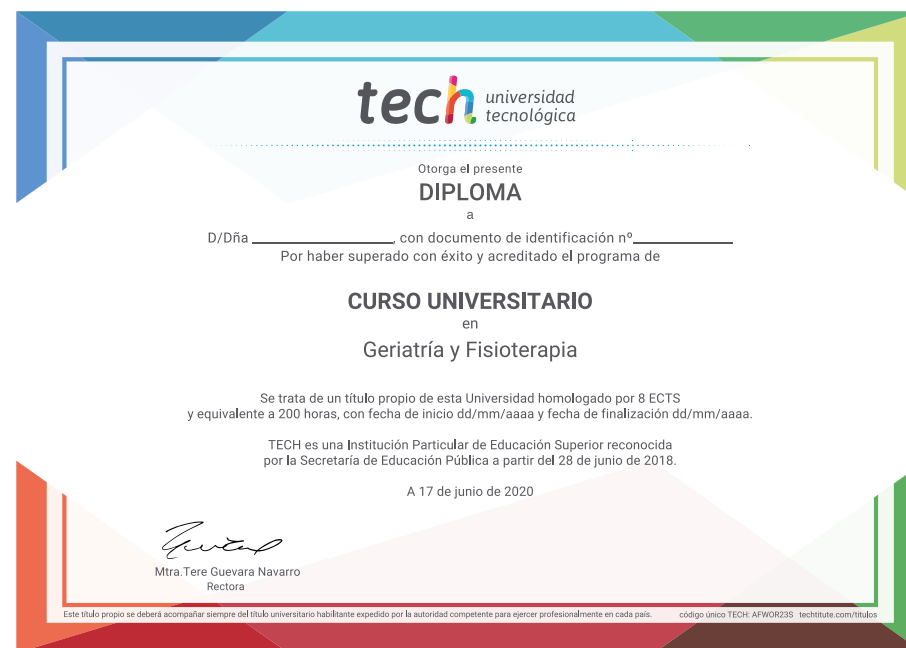 tech universidad
tecnológica
Otorga el presente
DIPLOMA
a
D/Dña ________________, con documento de identificación nº____________
Por haber superado con éxito y acreditado el programa de
CURSO UNIVERSITARIO
en
Geriatría y Fisioterapia
Se trata de un título propio de esta Universidad homologado por 8 ECTS
y equivalente a 200 horas, con fecha de inicio dd/mm/aaaa y fecha de finalización dd/mm/aaaa.
TECH es una Institución Particular de Educación Superior reconocida
por la Secretaría de Educación Pública a partir del 28 de junio de 2018.
A 17 de junio de 2020
Mtra.Tere Guevara Navarro
Rectora
Este título propio se deberá acompañar siempre del título universitario habilitante expedido por la autoridad competente para ejercer profesionalmente en cada país. código único TECH: AFWOR23S techtitute.com/titulos